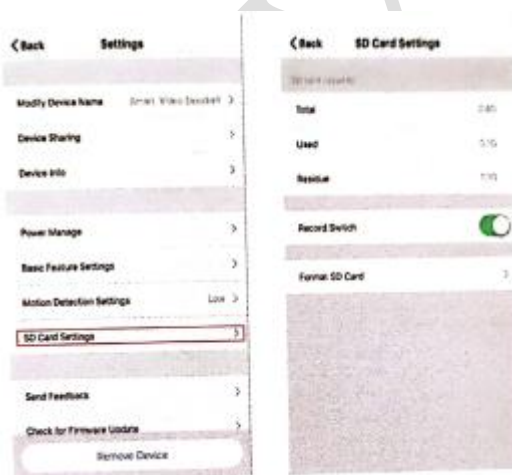 Back
Settings
Modify Device Name
Smart Video Doorbell
Device Sharing
Device Info
Power Manage
Basic Feature Settings
Motion Detection Settings
Low
SD Card Settings
Send Feedback
Check for Firmware Update
Remove Device
Back
SD Card Settings
Total
Used
Residue
Record Switch
Format SD Card